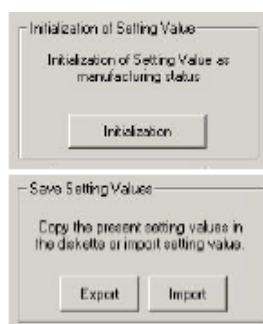 Initialization of Setting Value
Initialization of Setting Value as
manufacturing status
Initialization
Save Setting Values
Copy the present setting values in
the diskette or import setting value.
Export
Import